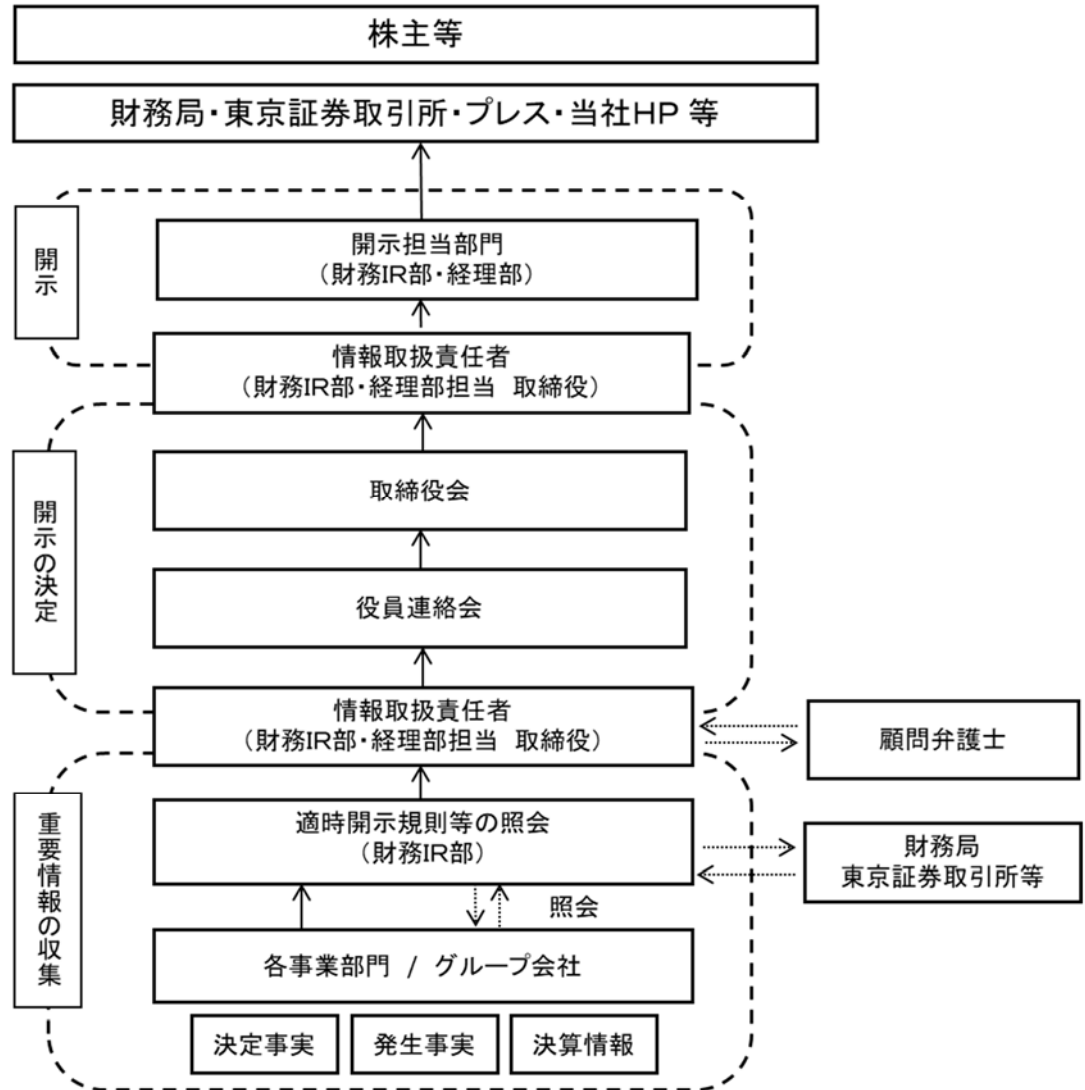 株主等
財務局・東京証券取引所・プレス・当社HP 等
開示
開示担当部門
（財務IR部・経理部）
情報取扱責任者
（財務IR部・経理部担当　取締役）
開示の決定
取締役会
役員連絡会
情報取扱責任者
（財務IR部・経理部担当　取締役）
顧問弁護士
重要情報の収集
適時開示規則等の照会
（財務IR部）
財務局
東京証券取引所等
照会
各事業部門 / グループ会社
決定事実
発生事実
決算情報